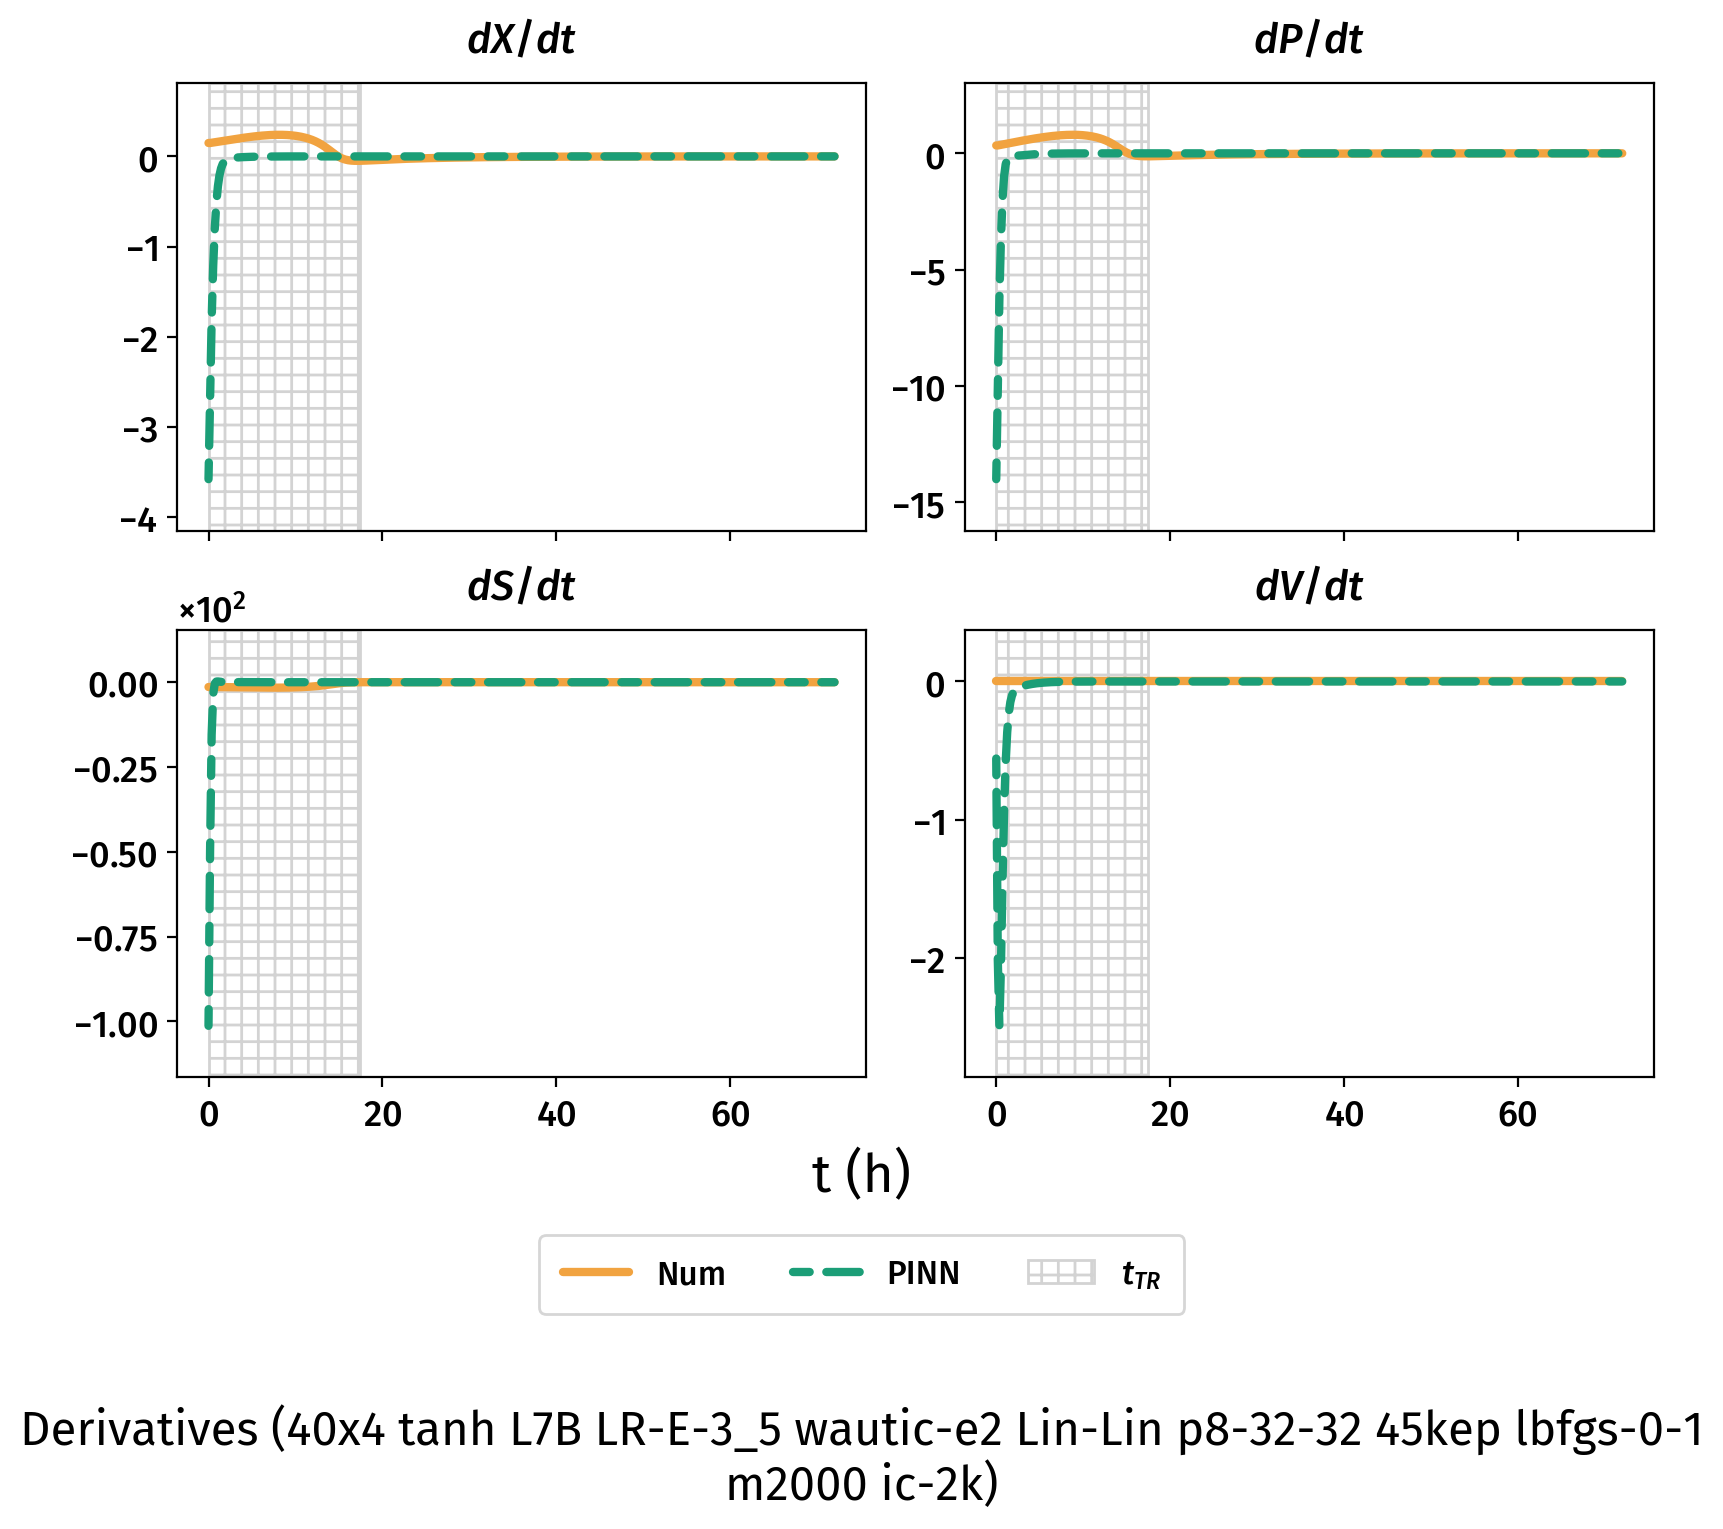 dX/dt
dP/dt
0
−1
−2
−3
−4
0
−5
−10
−15
dS/dt
dV/dt
×10²
0.00
−0.25
−0.50
−0.75
−1.00
0
−1
−2
0 20 40 60
0 20 40 60
t (h)
Num PINN t_TR
Derivatives (40x4 tanh L7B LR-E-3_5 wautic-e2 Lin-Lin p8-32-32 45kep lbfgs-0-1
m2000 ic-2k)